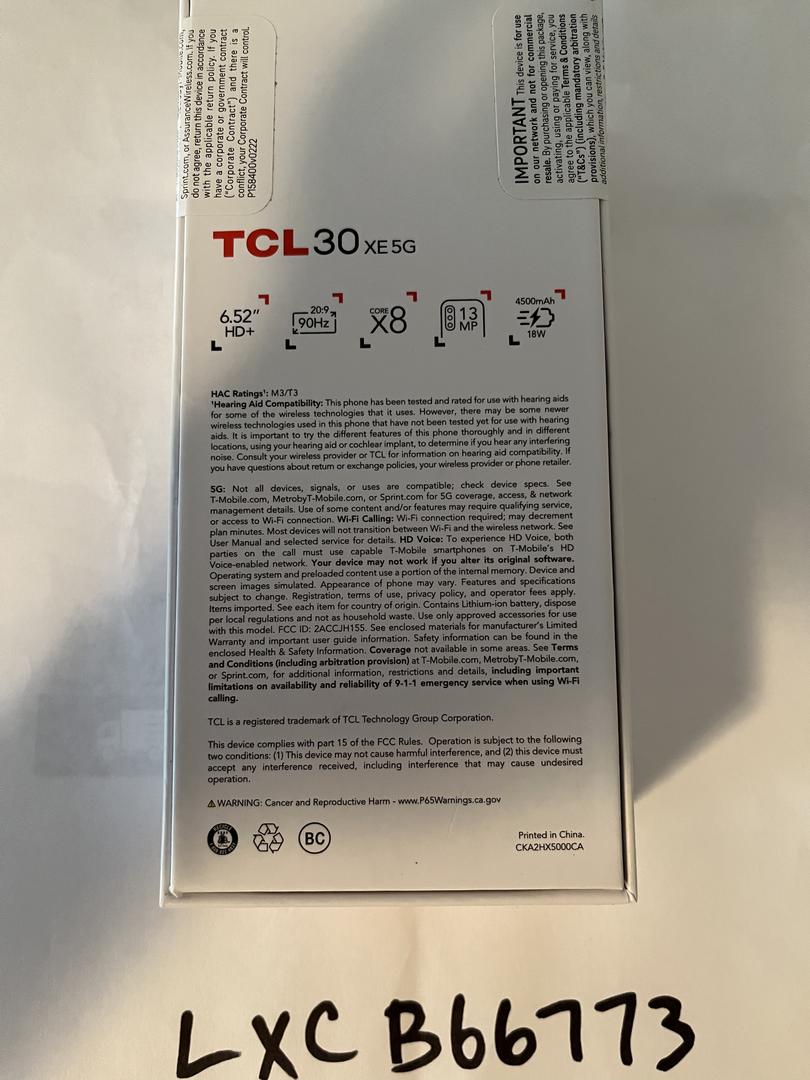 Sprint.com, or AssuranceWireless.com. If you
do not agree, return this device in accordance
with the applicable return policy. If you
have a corporate or government contract
("Corporate Contract") and there is a
conflict, your Corporate Contract will control.
P158400v0222
IMPORTANT This device is for use
on our network and not for commercial
resale. By purchasing or opening this package,
activating, using or paying for service, you
agree to the applicable Terms & Conditions
("T&Cs") (including mandatory arbitration
provisions), which you can view, along with
additional information, restrictions and details
TCL 30 XE 5G
6.52”
HD+
20:9
90Hz
CORE
X8
13
MP
4500mAh
18W
HAC Ratings¹: M3/T3
¹Hearing Aid Compatibility: This phone has been tested and rated for use with hearing aids
for some of the wireless technologies that it uses. However, there may be some newer
wireless technologies used in this phone that have not been tested yet for use with hearing
aids. It is important to try the different features of this phone thoroughly and in different
locations, using your hearing aid or cochlear implant, to determine if you hear any interfering
noise. Consult your wireless provider or TCL for information on hearing aid compatibility. If
you have questions about return or exchange policies, your wireless provider or phone retailer.
5G: Not all devices, signals, or uses are compatible; check device specs. See
T-Mobile.com, MetrobyT-Mobile.com, or Sprint.com for 5G coverage, access, & network
management details. Use of some content and/or features may require qualifying service,
or access to Wi-Fi connection. Wi-Fi Calling: Wi-Fi connection required; may decrement
plan minutes. Most devices will not transition between Wi-Fi and the wireless network. See
User Manual and selected service for details. HD Voice: To experience HD Voice, both
parties on the call must use capable T-Mobile smartphones on T-Mobile's HD
Voice-enabled network. Your device may not work if you alter its original software.
Operating system and preloaded content use a portion of the internal memory. Device and
screen images simulated. Appearance of phone may vary. Features and specifications
subject to change. Registration, terms of use, privacy policy, and operator fees apply.
Items imported. See each item for country of origin. Contains Lithium-ion battery, dispose
per local regulations and not as household waste. Use only approved accessories for use
with this model. FCC ID: 2ACCJH155. See enclosed materials for manufacturer's Limited
Warranty and important user guide information. Safety information can be found in the
enclosed Health & Safety Information. Coverage not available in some areas. See Terms
and Conditions (including arbitration provision) at T-Mobile.com, MetrobyT-Mobile.com,
or Sprint.com, for additional information, restrictions and details, including important
limitations on availability and reliability of 9-1-1 emergency service when using Wi-Fi
calling.
TCL is a registered trademark of TCL Technology Group Corporation.
This device complies with part 15 of the FCC Rules. Operation is subject to the following
two conditions: (1) This device may not cause harmful interference, and (2) this device must
accept any interference received, including interference that may cause undesired
operation.
WARNING: Cancer and Reproductive Harm - www.P65Warnings.ca.gov
BC
Printed in China.
CKA2HX5000CA
LXC B66773